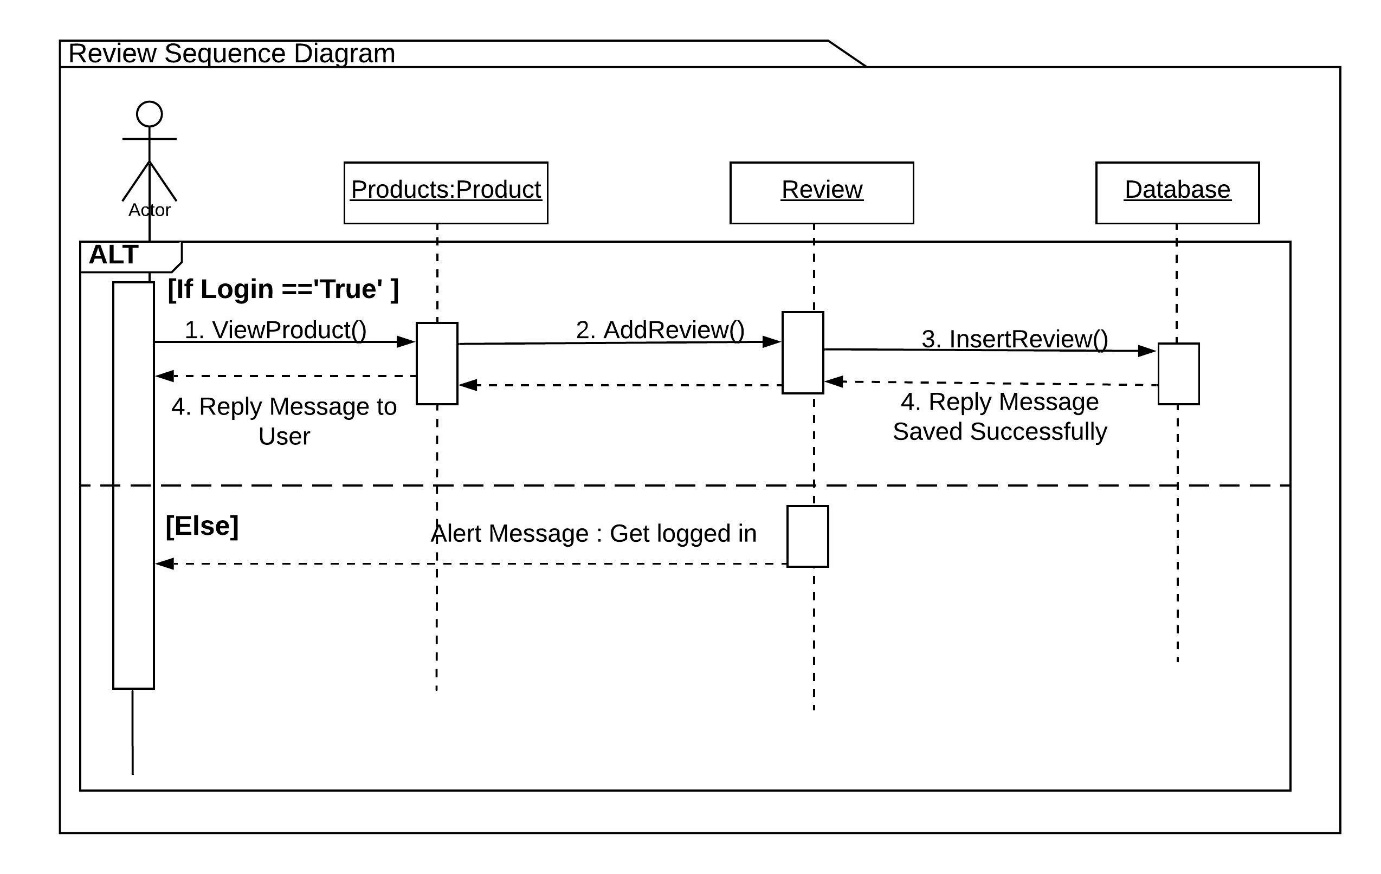 Review Sequence Diagram
Actor
Products:Product
Review
Database
ALT
[If Login =='True' ]
1. ViewProduct()
2. AddReview()
3. InsertReview()
4. Reply Message to
User
4. Reply Message
Saved Successfully
[Else]
Alert Message : Get logged in